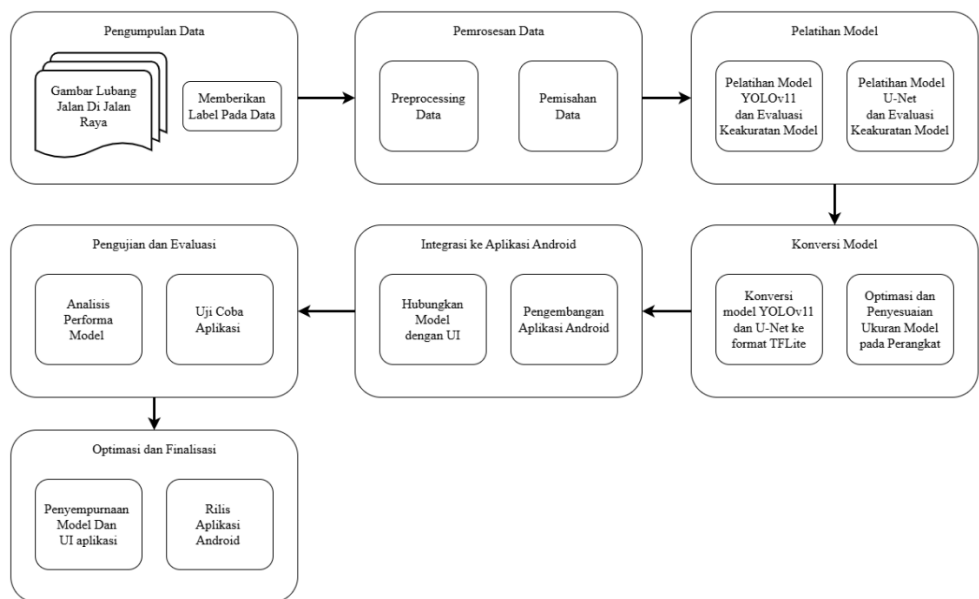 Pengumpulan Data
Gambar Lubang
Jalan Di Jalan
Raya
Memberikan
Label Pada Data
Pemrosesan Data
Preprocessing
Data
Pemisahan
Data
Pelatihan Model
Pelatihan Model
YOLOv11
dan Evaluasi
Keakuratan Model
Pelatihan Model
U-Net
dan Evaluasi
Keakuratan Model
Konversi Model
Konversi
model YOLOv11
dan U-Net ke
format TFLite
Optimasi dan
Penyesuaian
Ukuran Model
pada Perangkat
Integrasi ke Aplikasi Android
Hubungkan
Model
dengan UI
Pengembangan
Aplikasi Android
Pengujian dan Evaluasi
Analisis
Performa
Model
Uji Coba
Aplikasi
Optimasi dan Finalisasi
Penyempurnaan
Model Dan
UI aplikasi
Rilis
Aplikasi
Android